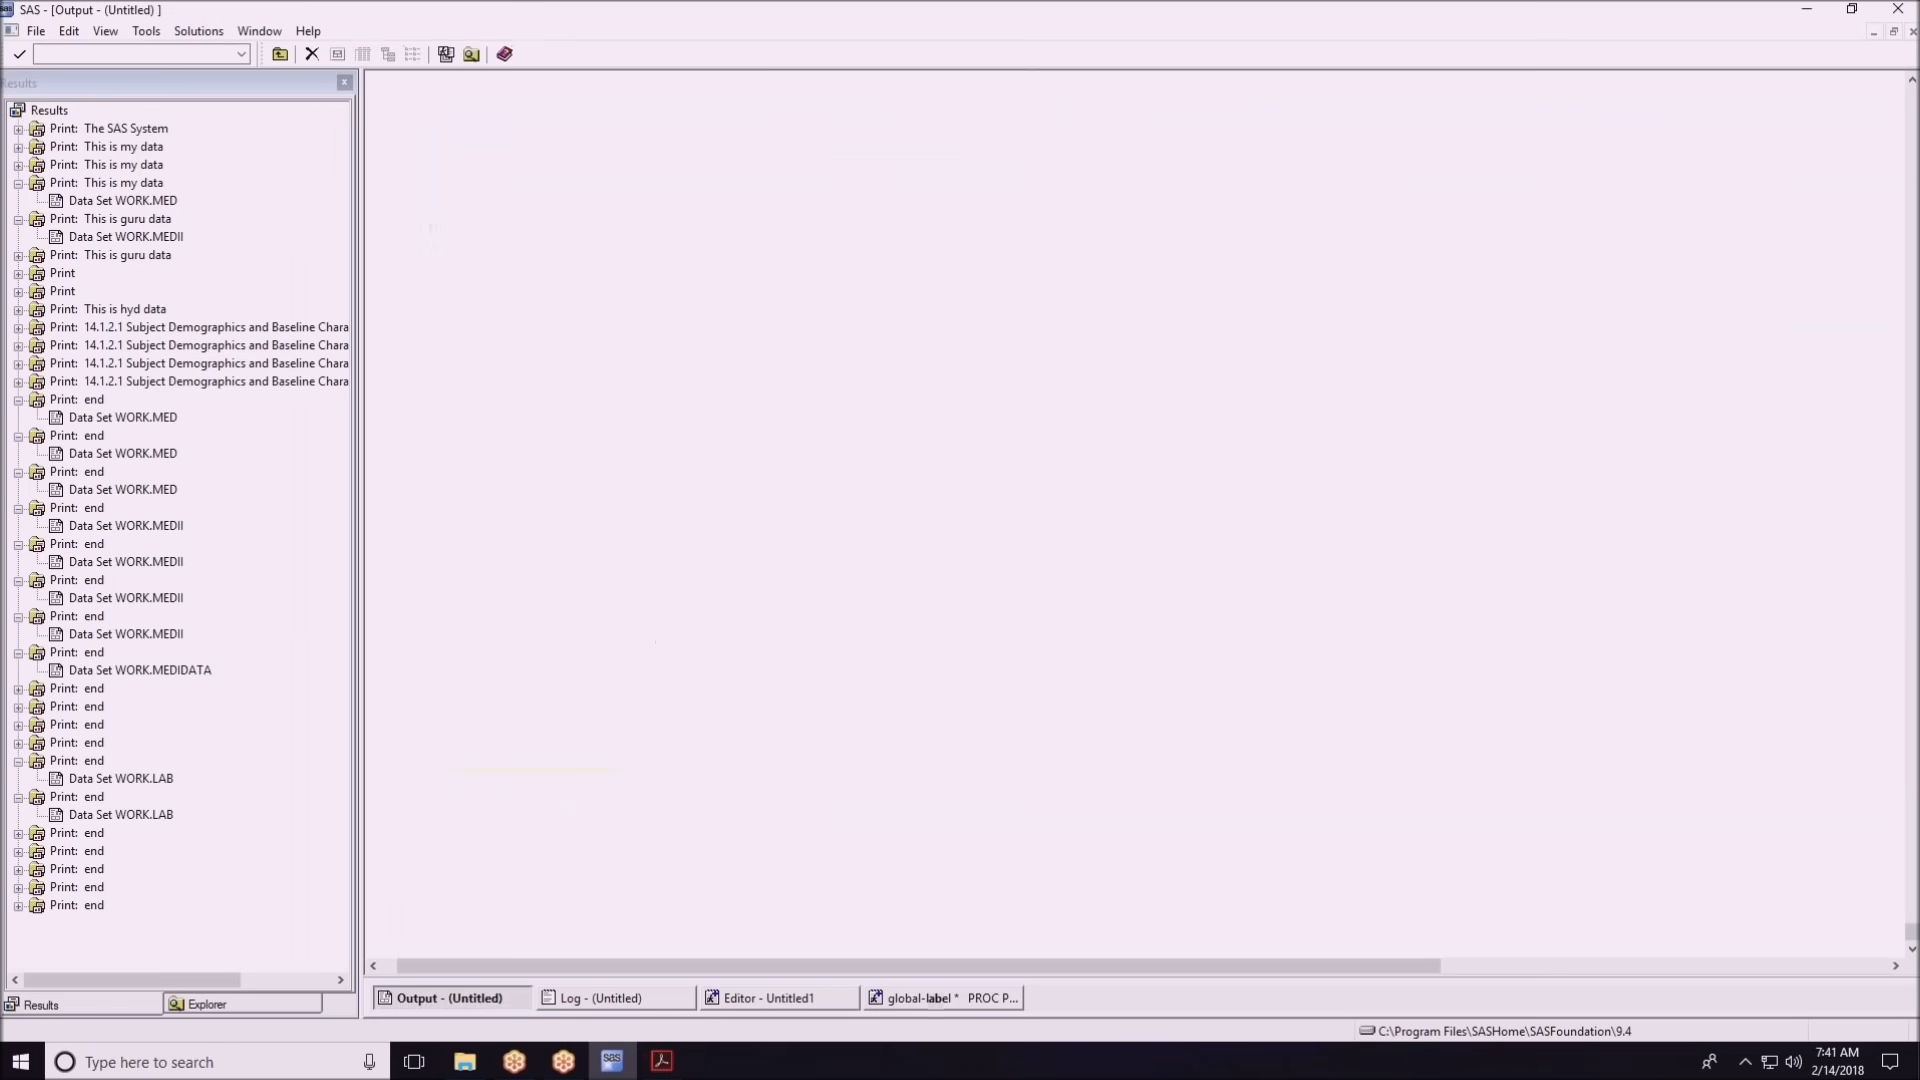 SAS - [Output - (Untitled) ]
File Edit View Tools Solutions Window Help
Results
Results
Print: The SAS System
Print: This is my data
Print: This is my data
Print: This is my data
Data Set WORK.MED
Print: This is guru data
Data Set WORK.MEDII
Print: This is guru data
Print
Print
Print: This is hyd data
Print: 14.1.2.1 Subject Demographics and Baseline Chara
Print: 14.1.2.1 Subject Demographics and Baseline Chara
Print: 14.1.2.1 Subject Demographics and Baseline Chara
Print: 14.1.2.1 Subject Demographics and Baseline Chara
Print: end
Data Set WORK.MED
Print: end
Data Set WORK.MED
Print: end
Data Set WORK.MED
Print: end
Data Set WORK.MEDII
Print: end
Data Set WORK.MEDII
Print: end
Data Set WORK.MEDII
Print: end
Data Set WORK.MEDII
Print: end
Data Set WORK.MEDIDATA
Print: end
Print: end
Print: end
Print: end
Print: end
Data Set WORK.LAB
Print: end
Data Set WORK.LAB
Print: end
Print: end
Print: end
Print: end
Print: end
Results Explorer
Output - (Untitled) Log - (Untitled) Editor - Untitled1 global-label * PROC P...
C:\Program Files\SASHome\SASFoundation\9.4
Type here to search
sas
7:41 AM
2/14/2018